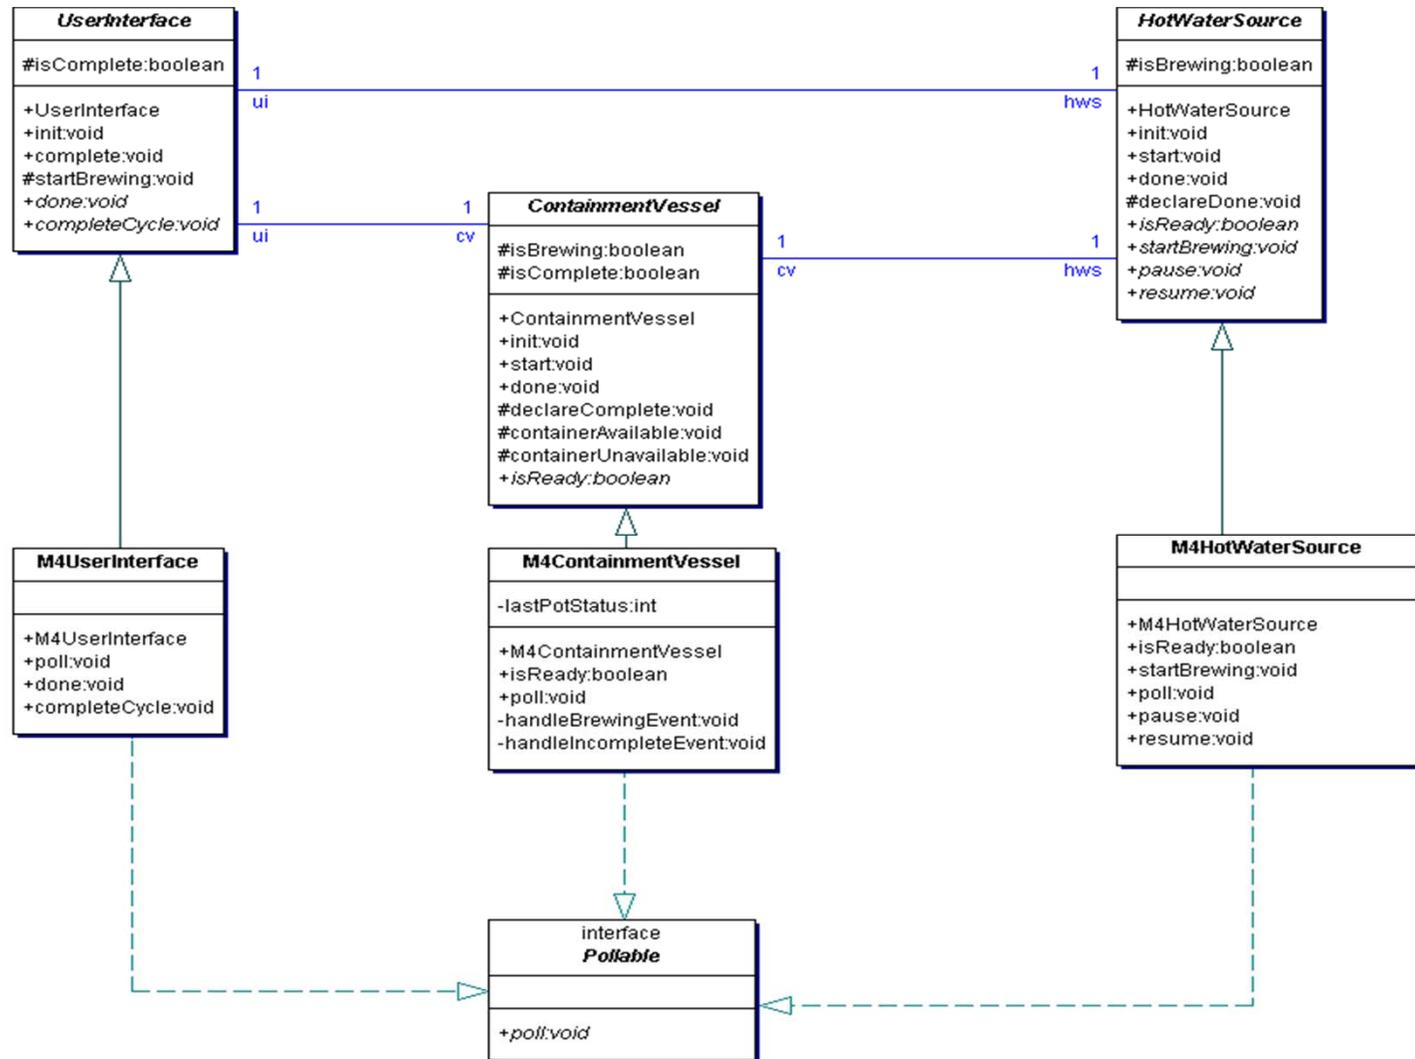 UserInterface
#isComplete:boolean
+UserInterface
+init:void
+complete:void
#startBrewing:void
+done:void
+completeCycle:void
1
ui
1
hws
HotWaterSource
#isBrewing:boolean
+HotWaterSource
+init:void
+start:void
+done:void
#declareDone:void
+isReady:boolean
+startBrewing:void
+pause:void
+resume:void
1
ui
1
cv
ContainmentVessel
#isBrewing:boolean
#isComplete:boolean
+ContainmentVessel
+init:void
+start:void
+done:void
#declareComplete:void
#containerAvailable:void
#containerUnavailable:void
+isReady:boolean
1
cv
1
hws
M4UserInterface
+M4UserInterface
+poll:void
+done:void
+completeCycle:void
M4ContainmentVessel
-lastPotStatus:int
+M4ContainmentVessel
+isReady:boolean
+poll:void
-handleBrewingEvent:void
-handleIncompleteEvent:void
M4HotWaterSource
+M4HotWaterSource
+isReady:boolean
+startBrewing:void
+poll:void
+pause:void
+resume:void
interface
Pollable
+poll:void